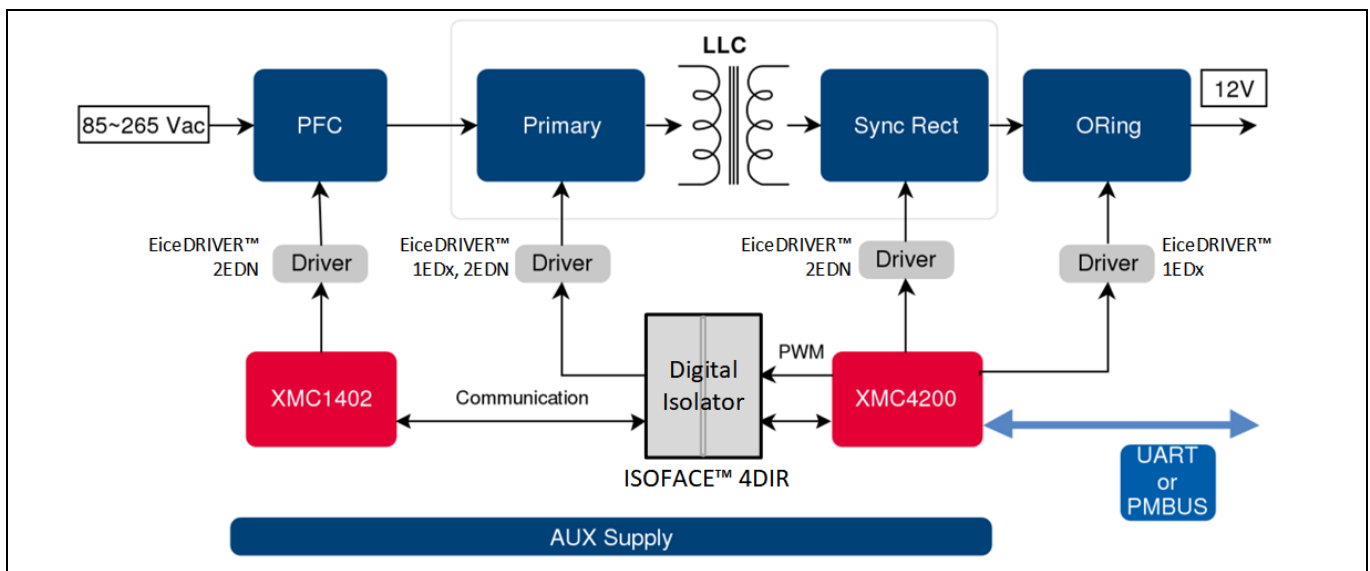 LLC
12V
85~265 Vac
PFC
Primary
Sync Rect
ORing
EiceDRIVER™
2EDN
Driver
EiceDRIVER™
1EDx, 2EDN
Driver
EiceDRIVER™
2EDN
Driver
Driver
EiceDRIVER™
1EDx
XMC1402
Communication
Digital
Isolator
PWM
XMC4200
ISOFACE™ 4DIR
UART
or
PMBUS
AUX Supply